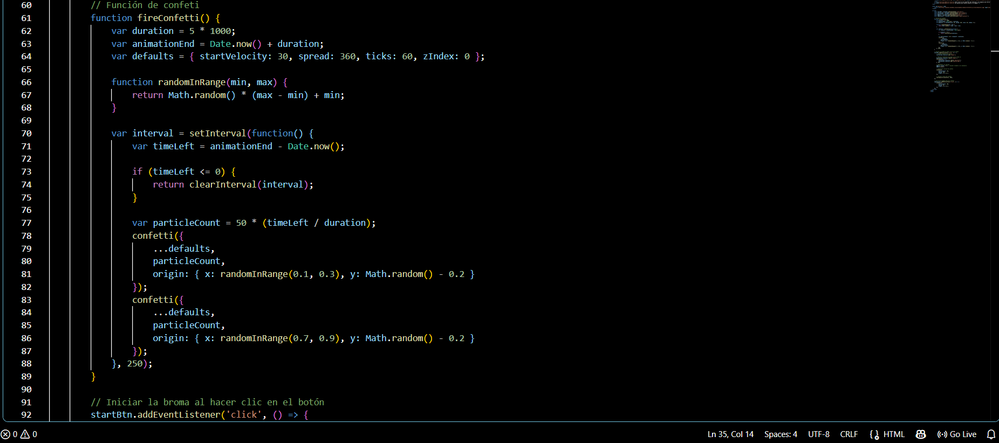 60 // Función de confeti
61 function fireConfetti() {
62 var duration = 5 * 1000;
63 var animationEnd = Date.now() + duration;
64 var defaults = { startVelocity: 30, spread: 360, ticks: 60, zIndex: 0 };
65
66 function randomInRange(min, max) {
67 return Math.random() * (max - min) + min;
68 }
69
70 var interval = setInterval(function() {
71 var timeLeft = animationEnd - Date.now();
72
73 if (timeLeft <= 0) {
74 return clearInterval(interval);
75 }
76
77 var particleCount = 50 * (timeLeft / duration);
78 confetti({
79 ...defaults,
80 particleCount,
81 origin: { x: randomInRange(0.1, 0.3), y: Math.random() - 0.2 }
82 });
83 confetti({
84 ...defaults,
85 particleCount,
86 origin: { x: randomInRange(0.7, 0.9), y: Math.random() - 0.2 }
87 });
88 }, 250);
89 }
90
91 // Iniciar la broma al hacer clic en el botón
92 startBtn.addEventListener('click', () => {
0 0 Ln 35, Col 14 Spaces: 4 UTF-8 CRLF HTML Go Live